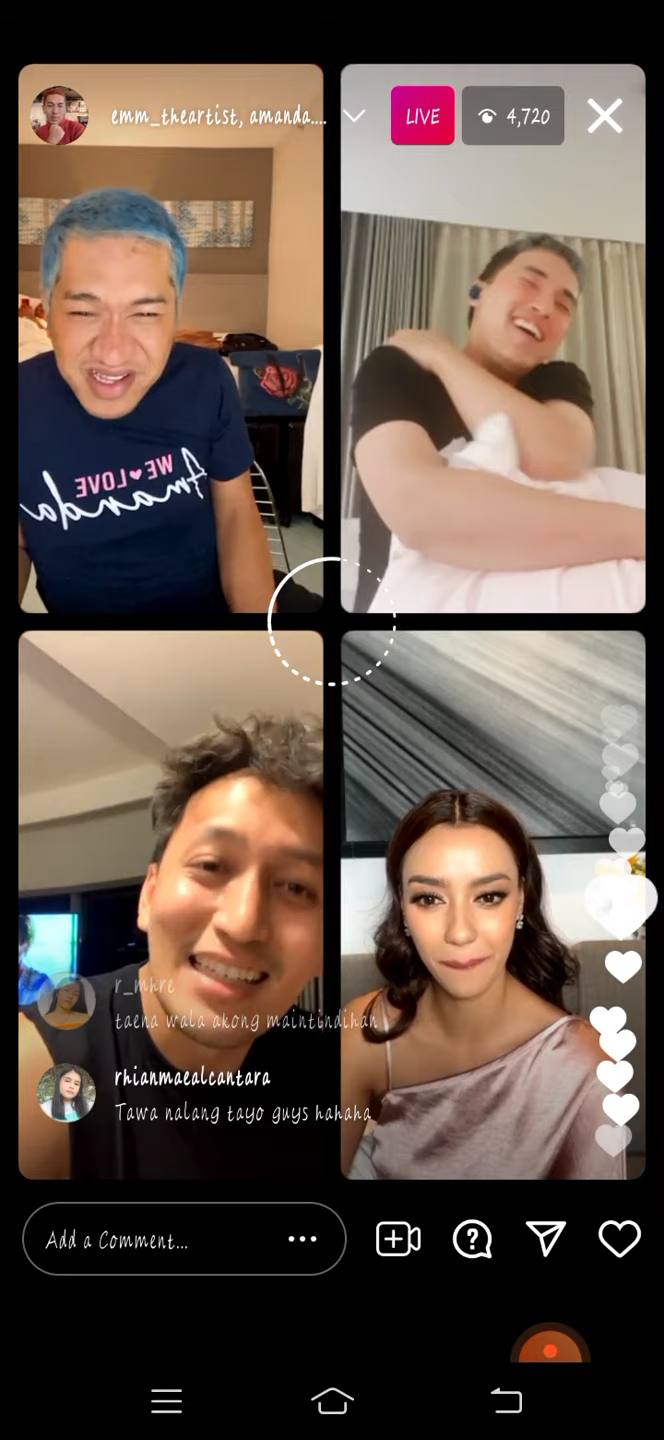 emm_theartist, amanda....
LIVE
4,720
WE ♥ LOVE
Amanda
r_mhre
taena wala akong maintindihan
rhianmaealcantara
Tawa nalang tayo guys hahaha
Add a Comment...